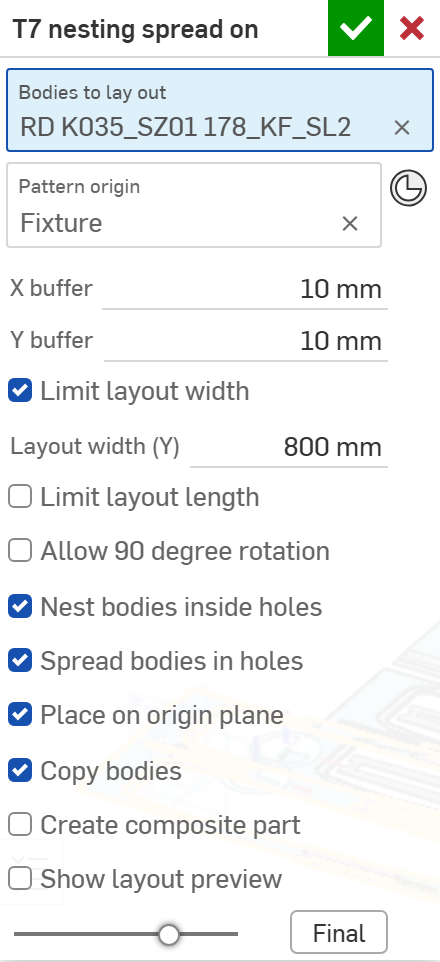 T7 nesting spread on
Bodies to lay out
RD K035_SZ01 178_KF_SL2
Pattern origin
Fixture
X buffer 10 mm
Y buffer 10 mm
Limit layout width
Layout width (Y) 800 mm
Limit layout length
Allow 90 degree rotation
Nest bodies inside holes
Spread bodies in holes
Place on origin plane
Copy bodies
Create composite part
Show layout preview
Final